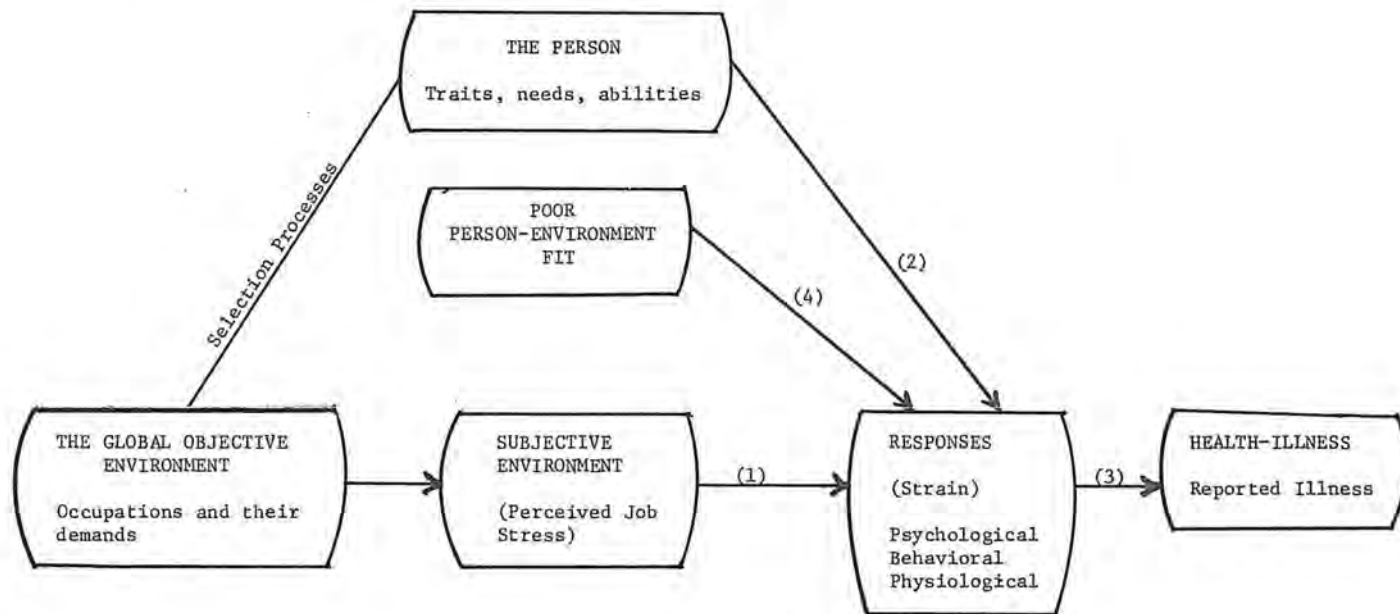 THE PERSON
Traits, needs, abilities
POOR
PERSON-ENVIRONMENT
FIT
Selection Processes
(2)
(4)
THE GLOBAL OBJECTIVE
ENVIRONMENT
Occupations and their
demands
SUBJECTIVE
ENVIRONMENT
(Perceived Job
Stress)
(1)
RESPONSES
(Strain)
Psychological
Behavioral
Physiological
(3)
HEALTH-ILLNESS
Reported Illness